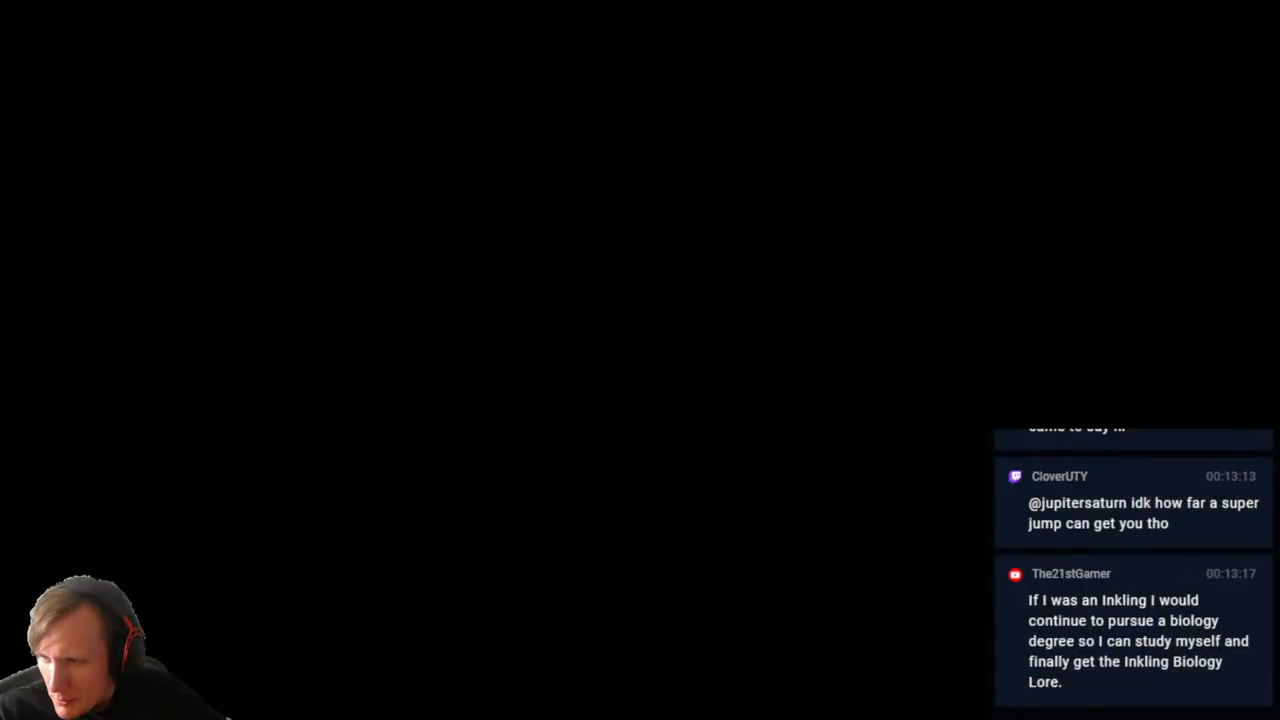 CloverUTY 00:13:13
@jupitersaturn idk how far a super
jump can get you tho
The21stGamer 00:13:17
If I was an Inkling I would
continue to pursue a biology
degree so I can study myself and
finally get the Inkling Biology
Lore.